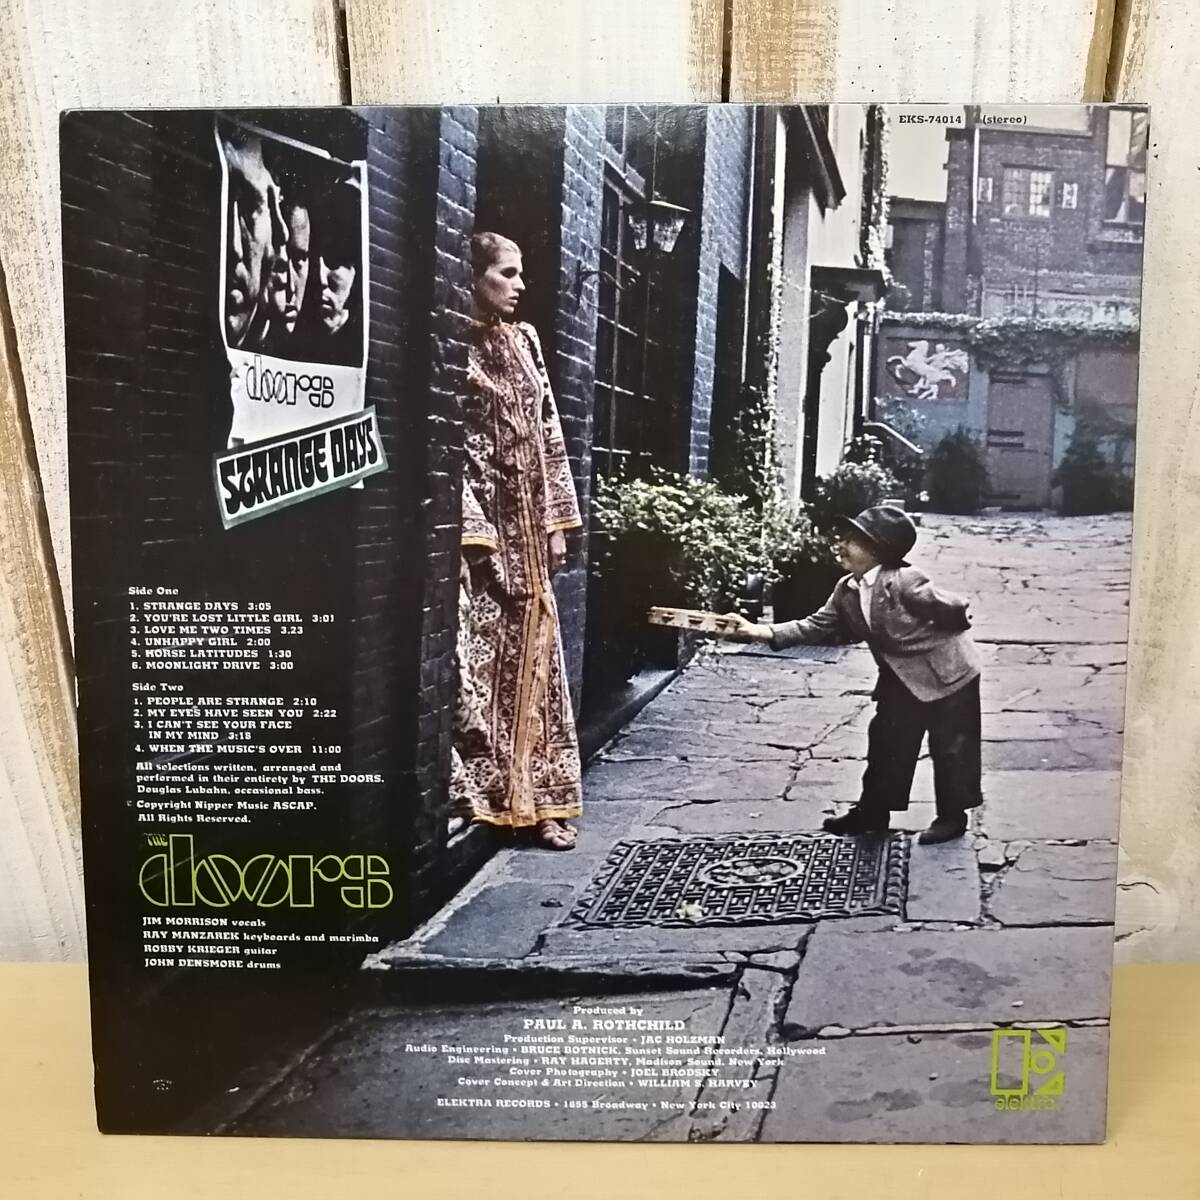 EKS-74014 (stereo)
doors
STRANGE DAYS
Side One
1. STRANGE DAYS 3:05
2. YOU'RE LOST LITTLE GIRL 3:01
3. LOVE ME TWO TIMES 3.23
4. UNHAPPY GIRL 2:00
5. HORSE LATITUDES 1:30
6. MOONLIGHT DRIVE 3:00
Side Two
1. PEOPLE ARE STRANGE 2:10
2. MY EYES HAVE SEEN YOU 2:22
3. I CAN'T SEE YOUR FACE
IN MY MIND 3:18
4. WHEN THE MUSIC'S OVER 11:00
All selections written, arranged and
performed in their entirety by THE DOORS.
Douglas Lubahn, occasional bass.
© Copyright Nipper Music ASCAP.
All Rights Reserved.
THE
doors
JIM MORRISON vocals
RAY MANZAREK keyboards and marimba
ROBBY KRIEGER guitar
JOHN DENSMORE drums
Produced by
PAUL A. ROTHCHILD
Production Supervisor • JAC HOLZMAN
Audio Engineering • BRUCE BOTNICK, Sunset Sound Recorders, Hollywood
Disc Mastering • RAY HAGERTY, Madison Sound, New York
Cover Photography • JOEL BRODSKY
Cover Concept & Art Direction • WILLIAM S. HARVEY
ELEKTRA RECORDS • 1855 Broadway • New York City 10023
elektra